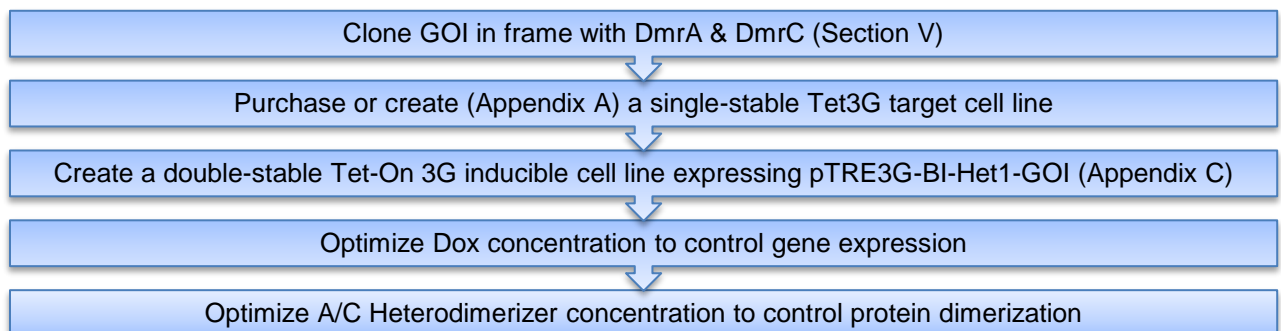 Clone GOI in frame with DmrA & DmrC (Section V)
Purchase or create (Appendix A) a single-stable Tet3G target cell line
Create a double-stable Tet-On 3G inducible cell line expressing pTRE3G-BI-Het1-GOI (Appendix C)
Optimize Dox concentration to control gene expression
Optimize A/C Heterodimerizer concentration to control protein dimerization